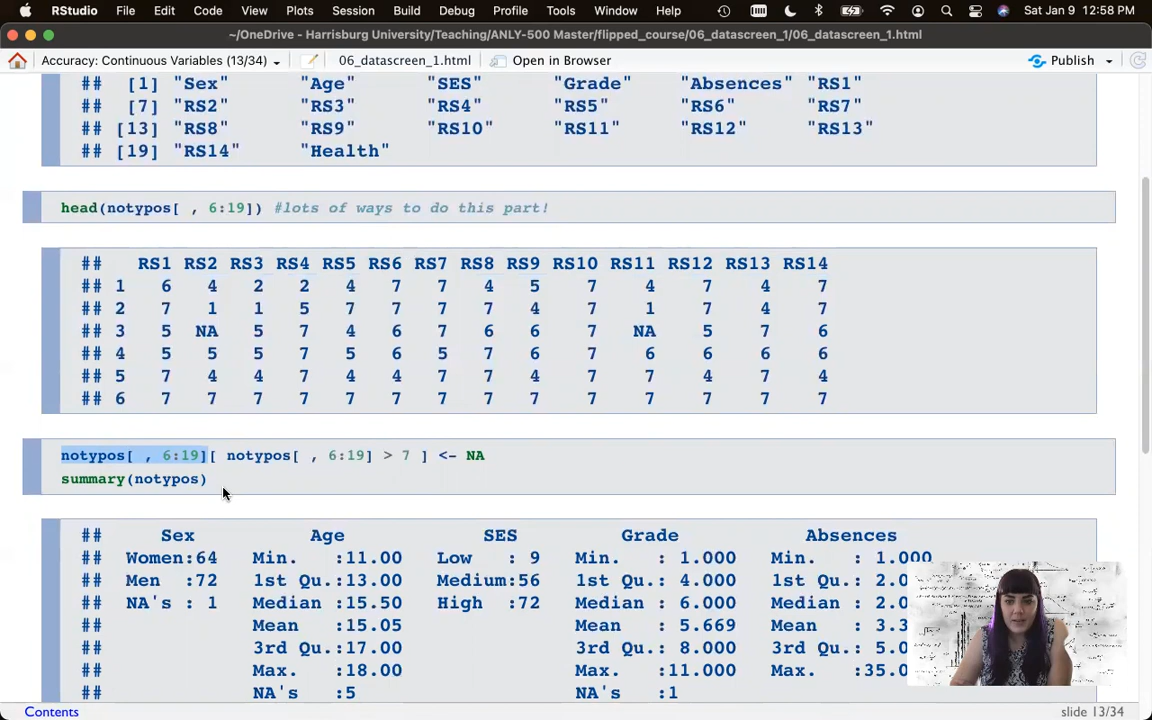 RStudio File Edit Code View Plots Session Build Debug Profile Tools Window Help Sat Jan 9 12:58 PM
~/OneDrive - Harrisburg University/Teaching/ANLY-500 Master/flipped_course/06_datascreen_1/06_datascreen_1.html
Accuracy: Continuous Variables (13/34) 06_datascreen_1.html Open in Browser Publish
## [1] "Sex" "Age" "SES" "Grade" "Absences" "RS1"
## [7] "RS2" "RS3" "RS4" "RS5" "RS6" "RS7"
## [13] "RS8" "RS9" "RS10" "RS11" "RS12" "RS13"
## [19] "RS14" "Health"
head(notypos[ , 6:19]) #lots of ways to do this part!
## RS1 RS2 RS3 RS4 RS5 RS6 RS7 RS8 RS9 RS10 RS11 RS12 RS13 RS14
## 1 6 4 2 2 4 7 7 4 5 7 4 7 4 7
## 2 7 1 1 5 7 7 7 7 4 7 1 7 4 7
## 3 5 NA 5 7 4 6 7 6 6 7 NA 5 7 6
## 4 5 5 5 7 5 6 5 7 6 7 6 6 6 6
## 5 7 4 4 7 4 4 7 7 4 7 7 4 7 4
## 6 7 7 7 7 7 7 7 7 7 7 7 7 7 7
notypos[ , 6:19][ notypos[ , 6:19] > 7 ] <- NA
summary(notypos)
## Sex Age SES Grade Absences
## Women:64 Min. :11.00 Low : 9 Min. : 1.000 Min. : 1.000
## Men :72 1st Qu.:13.00 Medium:56 1st Qu.: 4.000 1st Qu.: 2.0
## NA's : 1 Median :15.50 High :72 Median : 6.000 Median : 2.0
## Mean :15.05 Mean : 5.669 Mean : 3.3
## 3rd Qu.:17.00 3rd Qu.: 8.000 3rd Qu.: 5.0
## Max. :18.00 Max. :11.000 Max. :35.0
## NA's :5 NA's :1
Contents slide 13/34